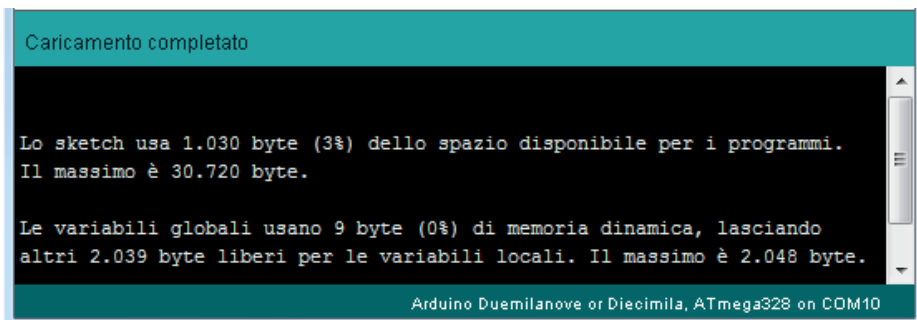 Caricamento completato
Lo sketch usa 1.030 byte (3%) dello spazio disponibile per i programmi.
Il massimo è 30.720 byte.
Le variabili globali usano 9 byte (0%) di memoria dinamica, lasciando
altri 2.039 byte liberi per le variabili locali. Il massimo è 2.048 byte.
Arduino Duemilanove or Diecimila, ATmega328 on COM10